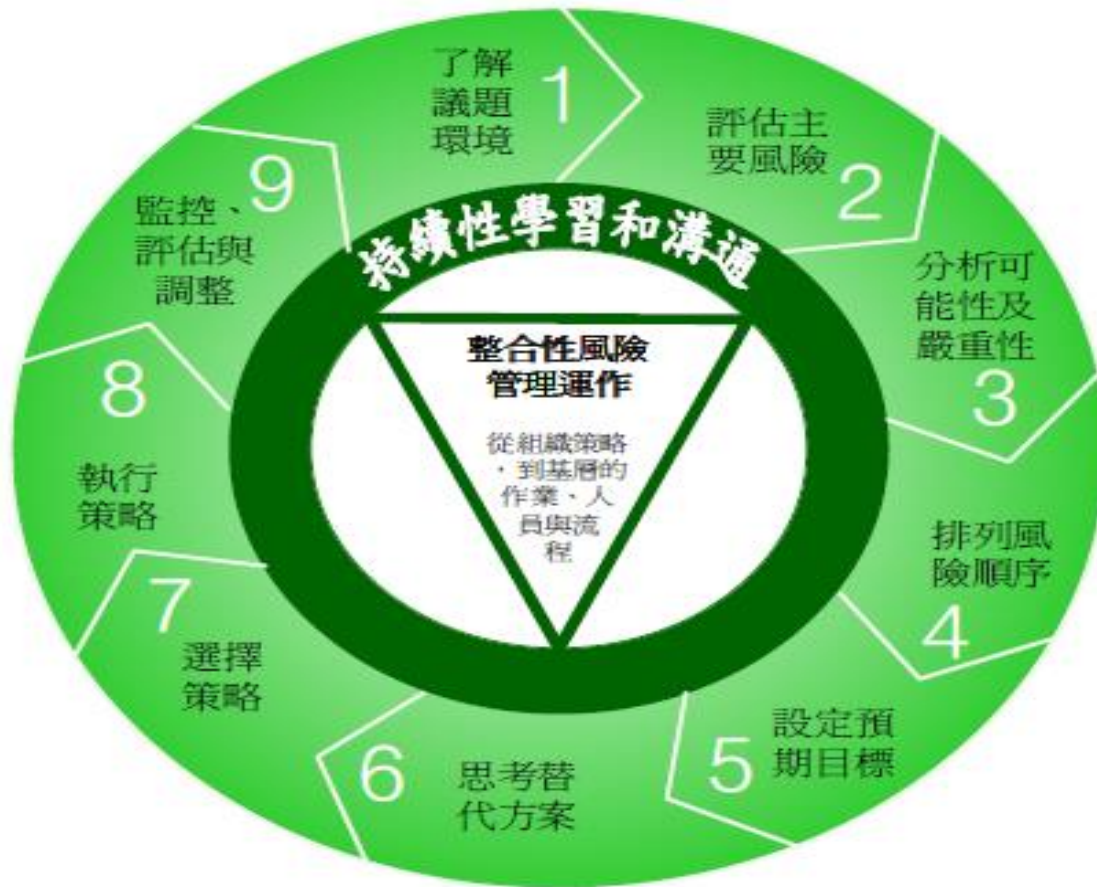 了解
議題
環境
1
評估主
要風險
2
分析可
能性及
嚴重性
3
排列風
險順序
4
設定預
期目標
5
思考替
代方案
6
選擇
策略
7
執行
策略
8
監控、
評估與
調整
9
持續性學習和溝通
整合性風險
管理運作
從組織策略
，到基層的
作業、人
員與流
程